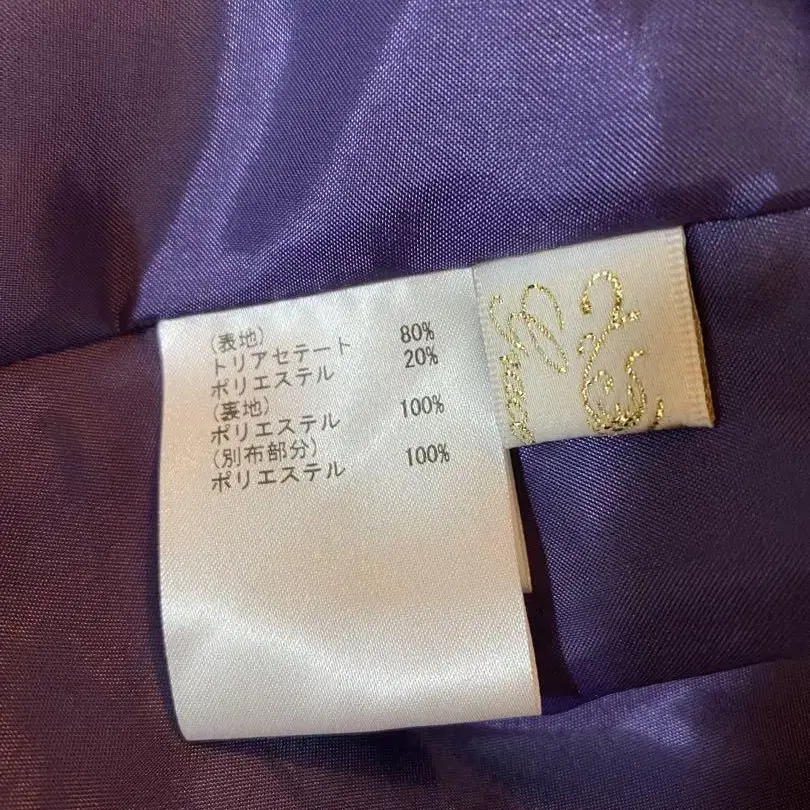 (表地)
トリアセテート 80%
ポリエステル 20%
(裏地)
ポリエステル 100%
(別布部分)
ポリエステル 100%